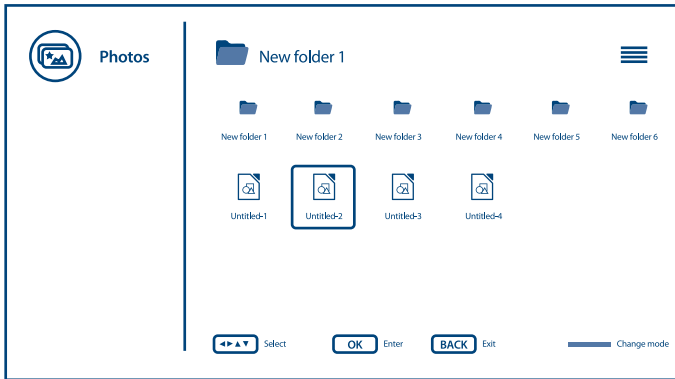 Photos
New folder 1
New folder 1 New folder 2 New folder 3 New folder 4 New folder 5 New folder 6
Untitled-1 Untitled-2 Untitled-3 Untitled-4
Select OK Enter BACK Exit Change mode